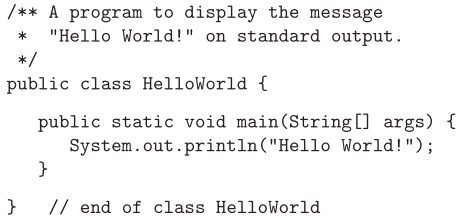 /** A program to display the message
 *  "Hello World!" on standard output.
 */
public class HelloWorld {
   public static void main(String[] args) {
      System.out.println("Hello World!");
   }
}   // end of class HelloWorld